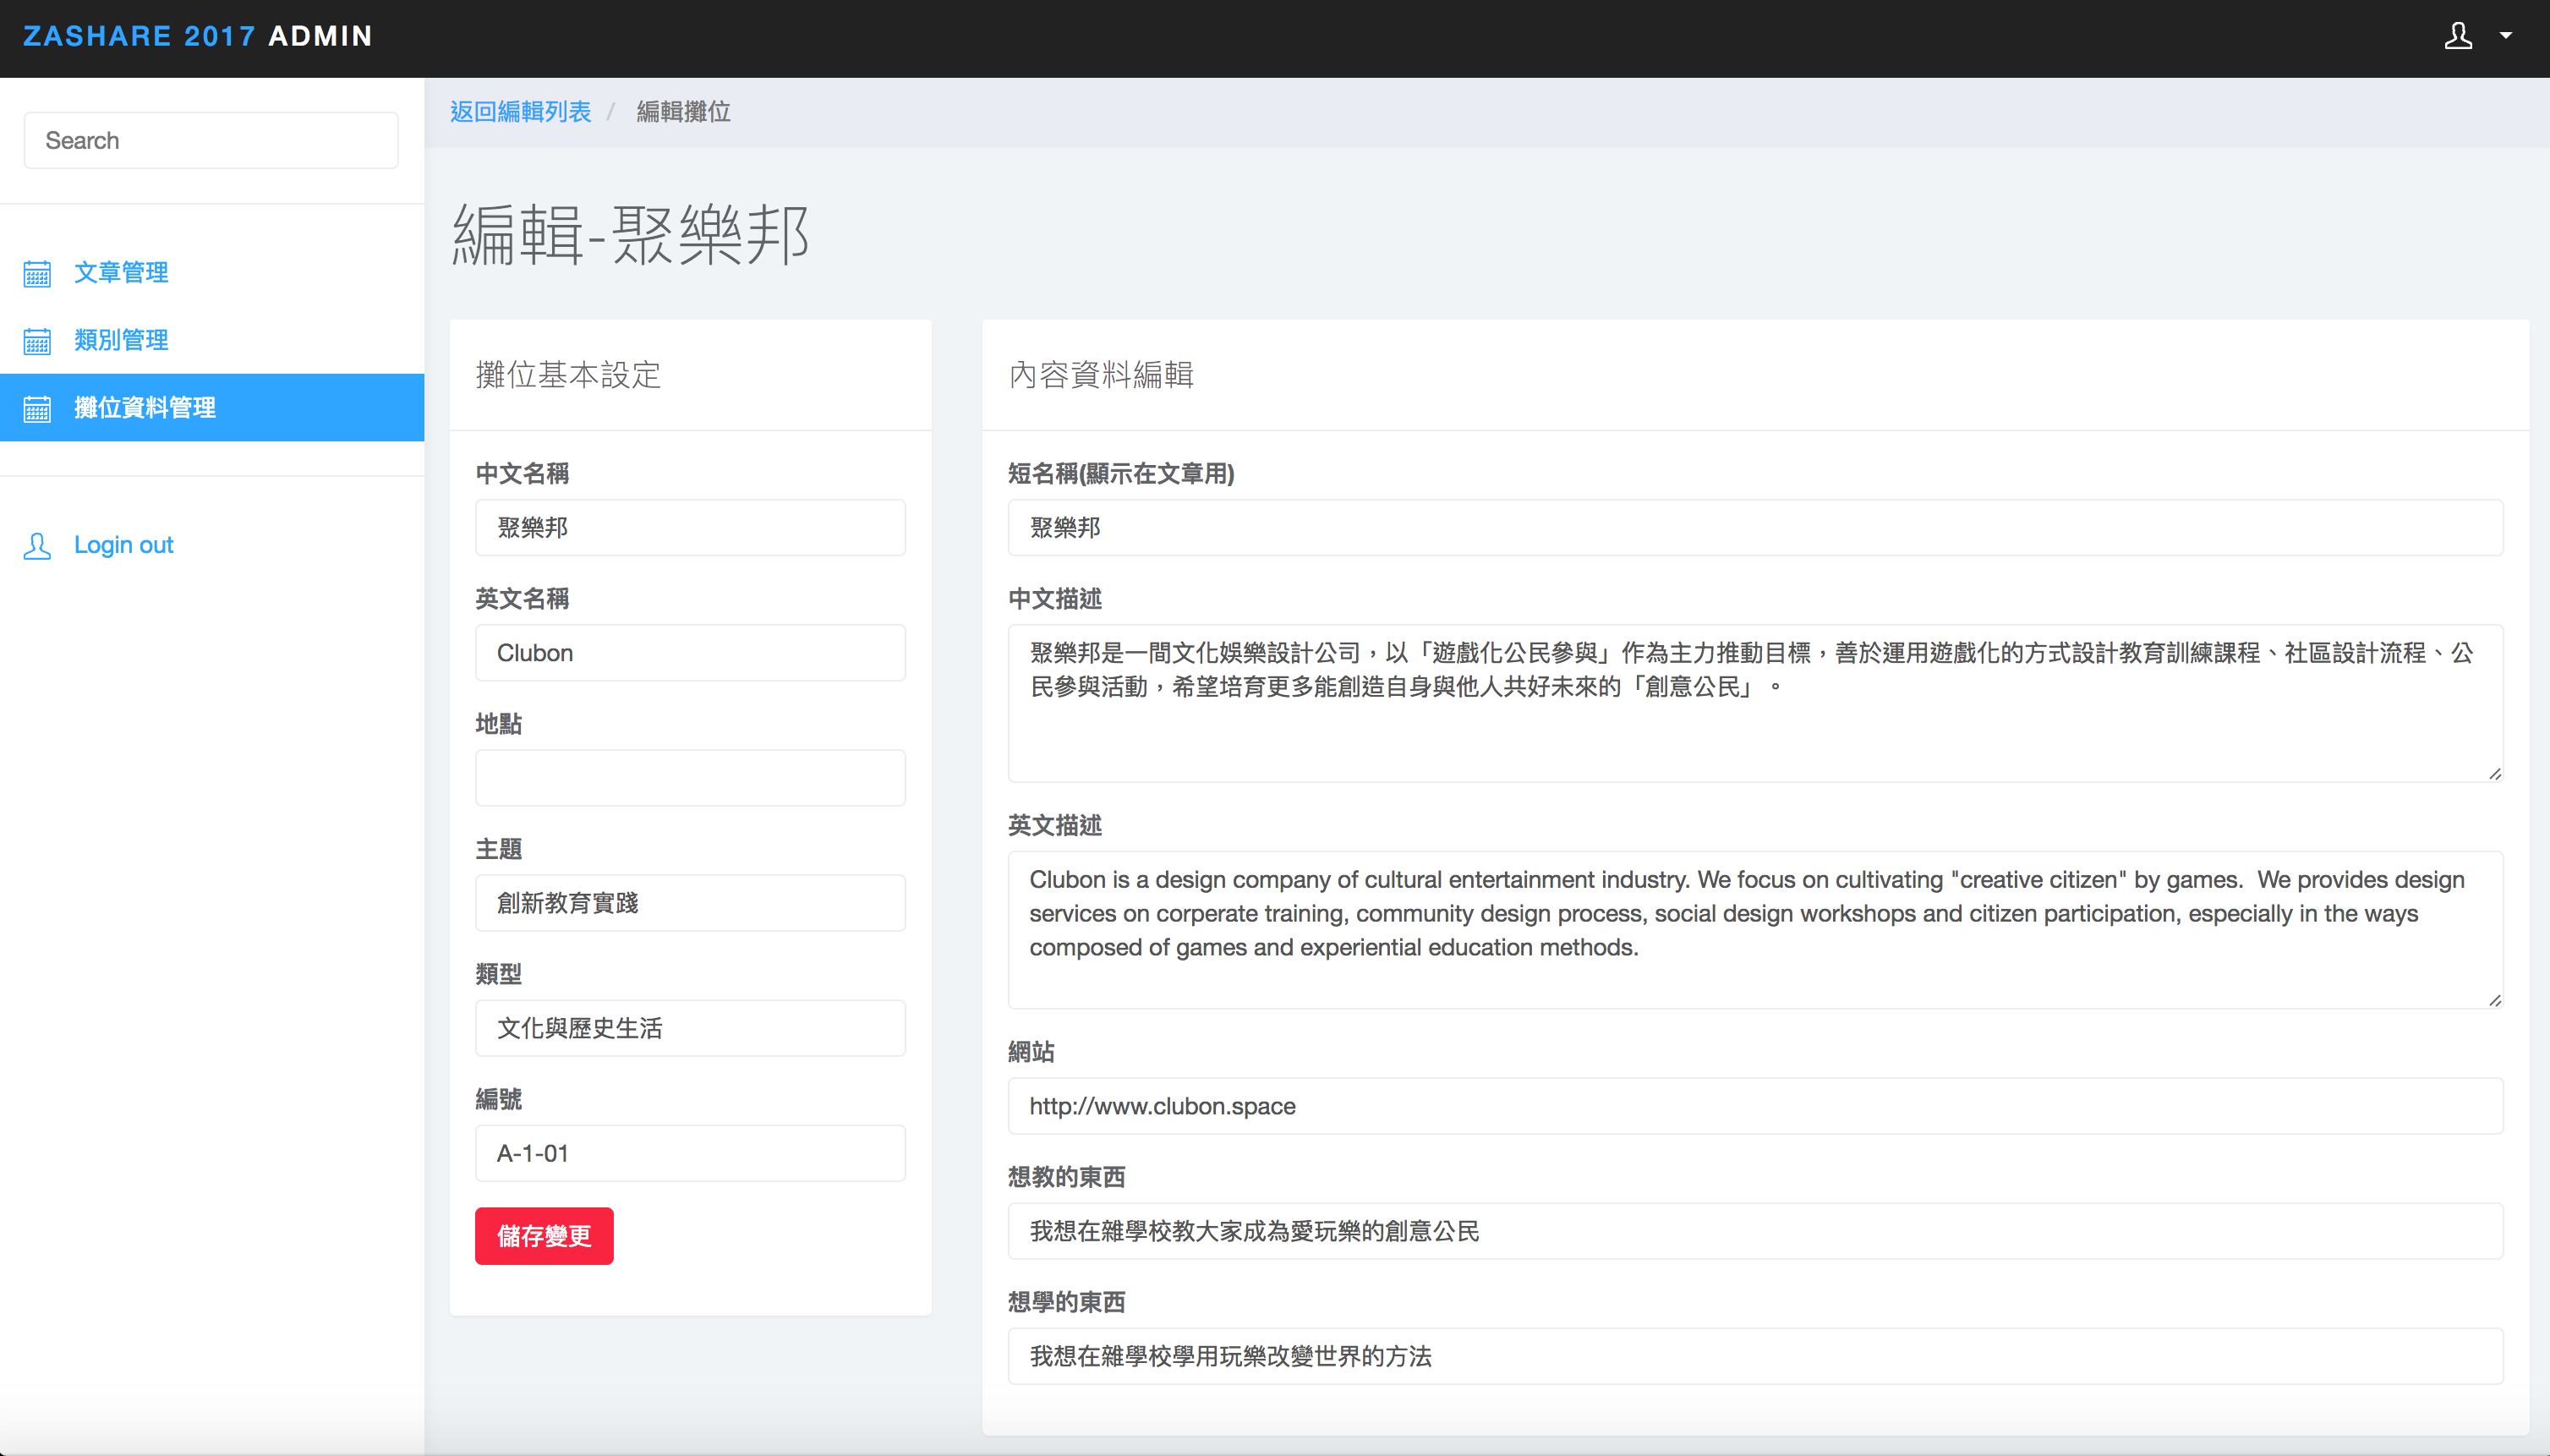 ZASHARE 2017 ADMIN
Search
文章管理
類別管理
攤位資料管理
Login out
返回編輯列表 / 編輯攤位
編輯-聚樂邦
攤位基本設定
中文名稱
聚樂邦
英文名稱
Clubon
地點
主題
創新教育實踐
類型
文化與歷史生活
編號
A-1-01
儲存變更
內容資料編輯
短名稱(顯示在文章用)
聚樂邦
中文描述
聚樂邦是一間文化娛樂設計公司，以「遊戲化公民參與」作為主力推動目標，善於運用遊戲化的方式設計教育訓練課程、社區設計流程、公
民參與活動，希望培育更多能創造自身與他人共好未來的「創意公民」。
英文描述
Clubon is a design company of cultural entertainment industry. We focus on cultivating "creative citizen" by games.  We provides design
services on corperate training, community design process, social design workshops and citizen participation, especially in the ways
composed of games and experiential education methods.
網站
http://www.clubon.space
想教的東西
我想在雜學校教大家成為愛玩樂的創意公民
想學的東西
我想在雜學校學用玩樂改變世界的方法